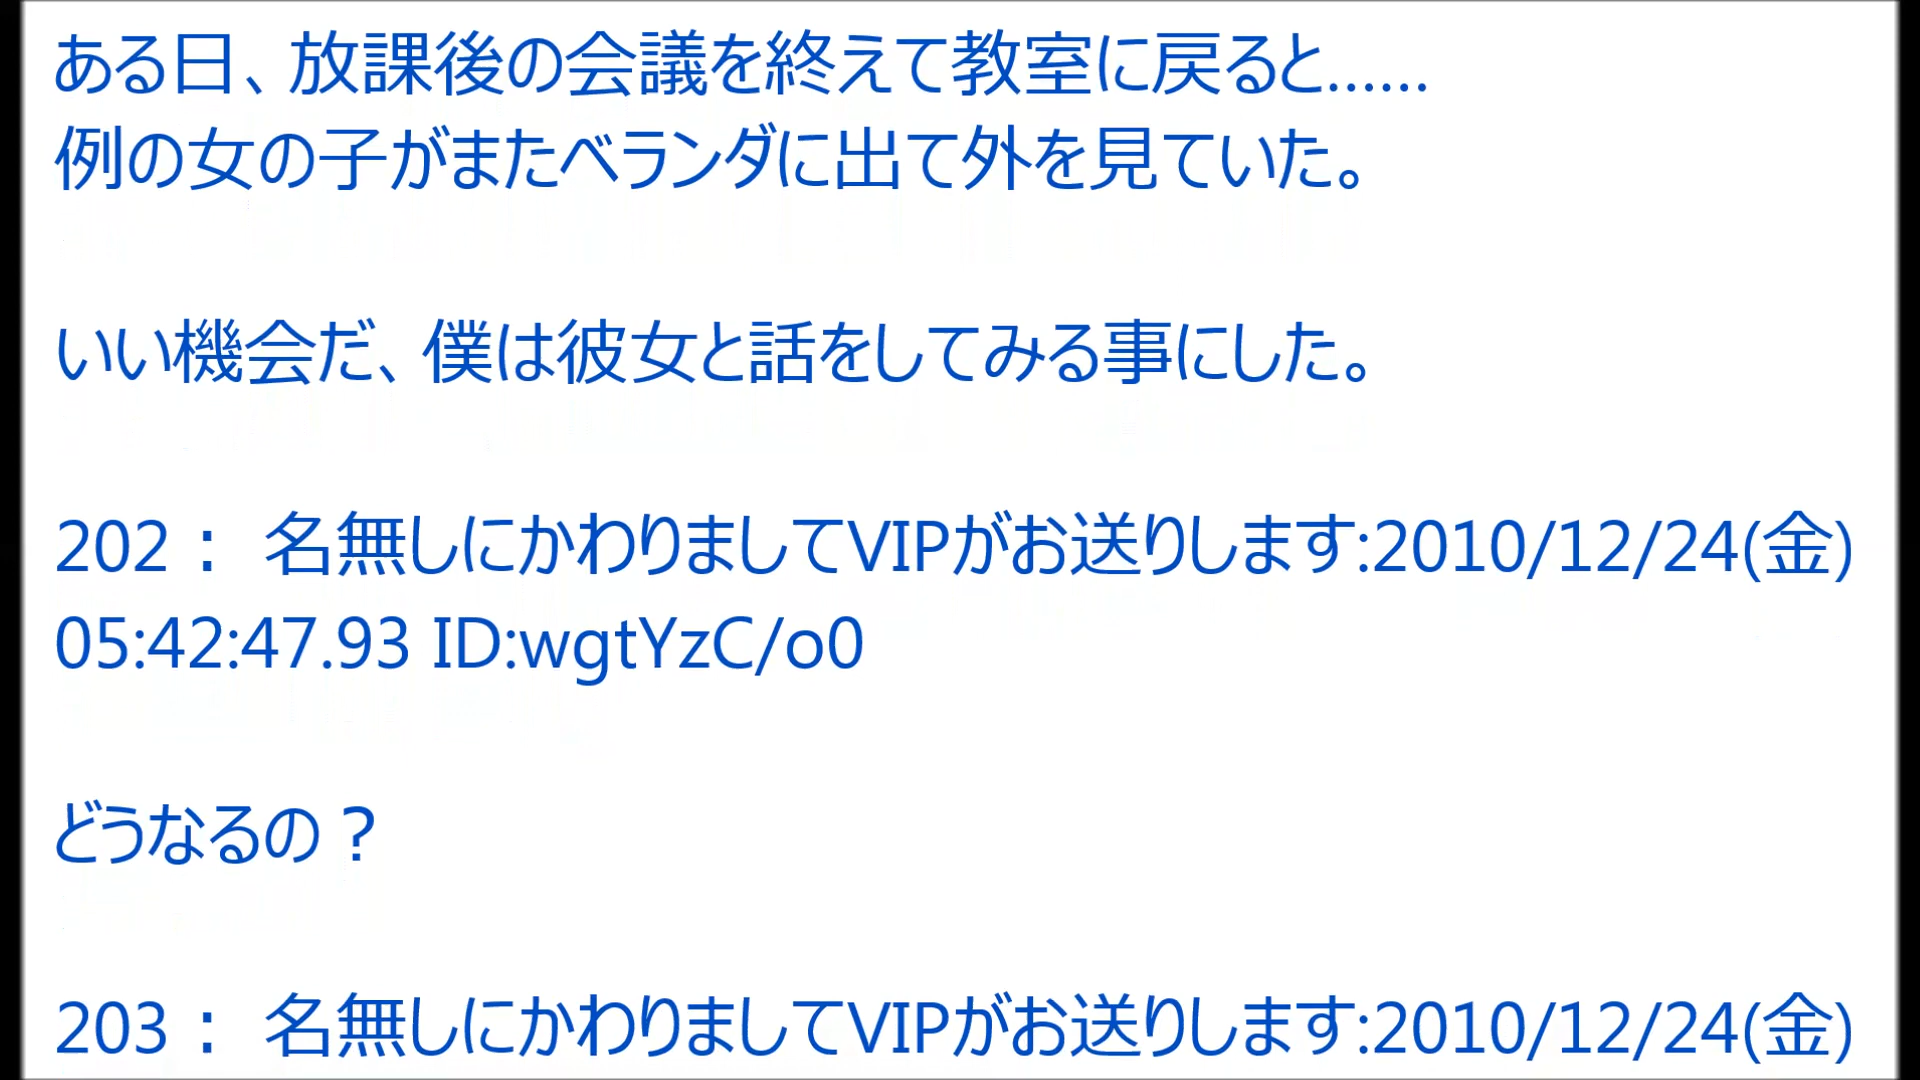 ある日、放課後の会議を終えて教室に戻ると……
例の女の子がまたベランダに出て外を見ていた。
いい機会だ、僕は彼女と話をしてみる事にした。
202： 名無しにかわりましてVIPがお送りします:2010/12/24(金)
05:42:47.93 ID:wgtYzC/o0
どうなるの？
203： 名無しにかわりましてVIPがお送りします:2010/12/24(金)